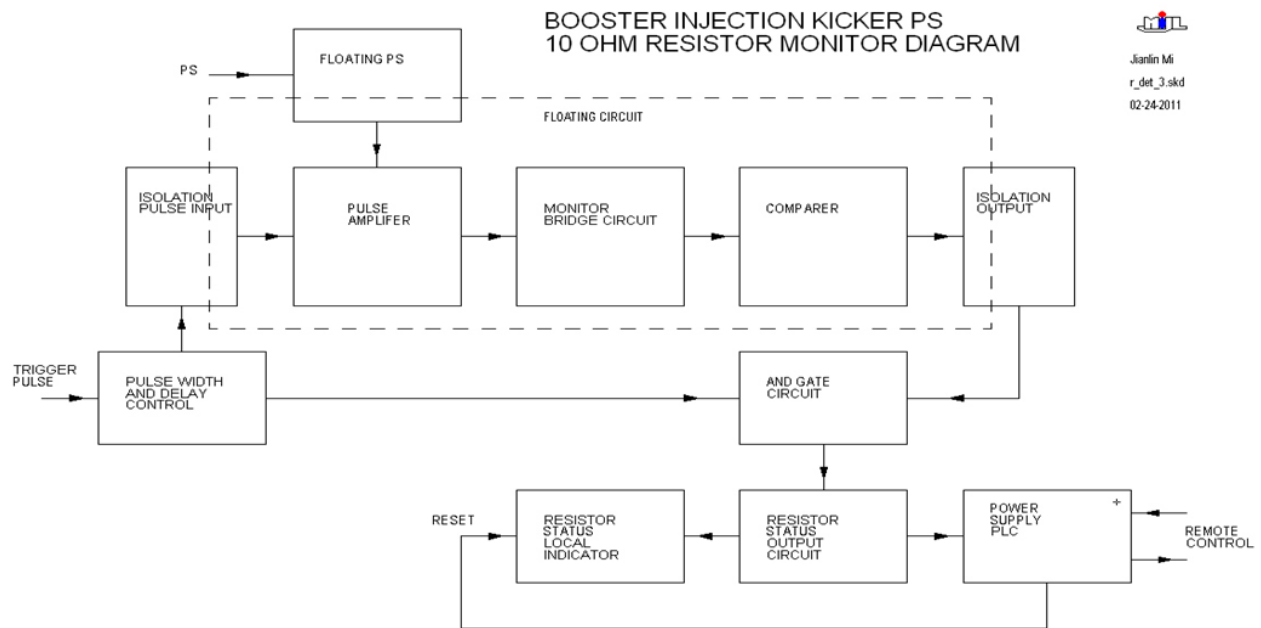 BOOSTER INJECTION KICKER PS
10 OHM RESISTOR MONITOR DIAGRAM
MITL
Jianlin Mi
r_det_3.skd
02-24-2011
PS
FLOATING PS
FLOATING CIRCUIT
ISOLATION
PULSE INPUT
PULSE
AMPLIFER
MONITOR
BRIDGE CIRCUIT
COMPARER
ISOLATION
OUTPUT
TRIGGER
PULSE
PULSE WIDTH
AND DELAY
CONTROL
AND GATE
CIRCUIT
RESET
RESISTOR
STATUS
LOCAL
INDICATOR
RESISTOR
STATUS
OUTPUT
CIRCUIT
POWER
SUPPLY
PLC
REMOTE
CONTROL